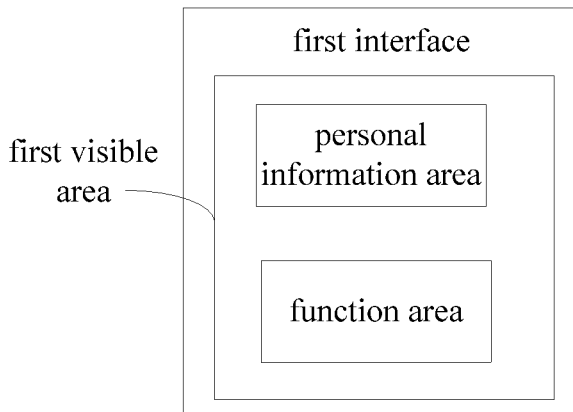 first interface
personal
information area
first visible
area
function area